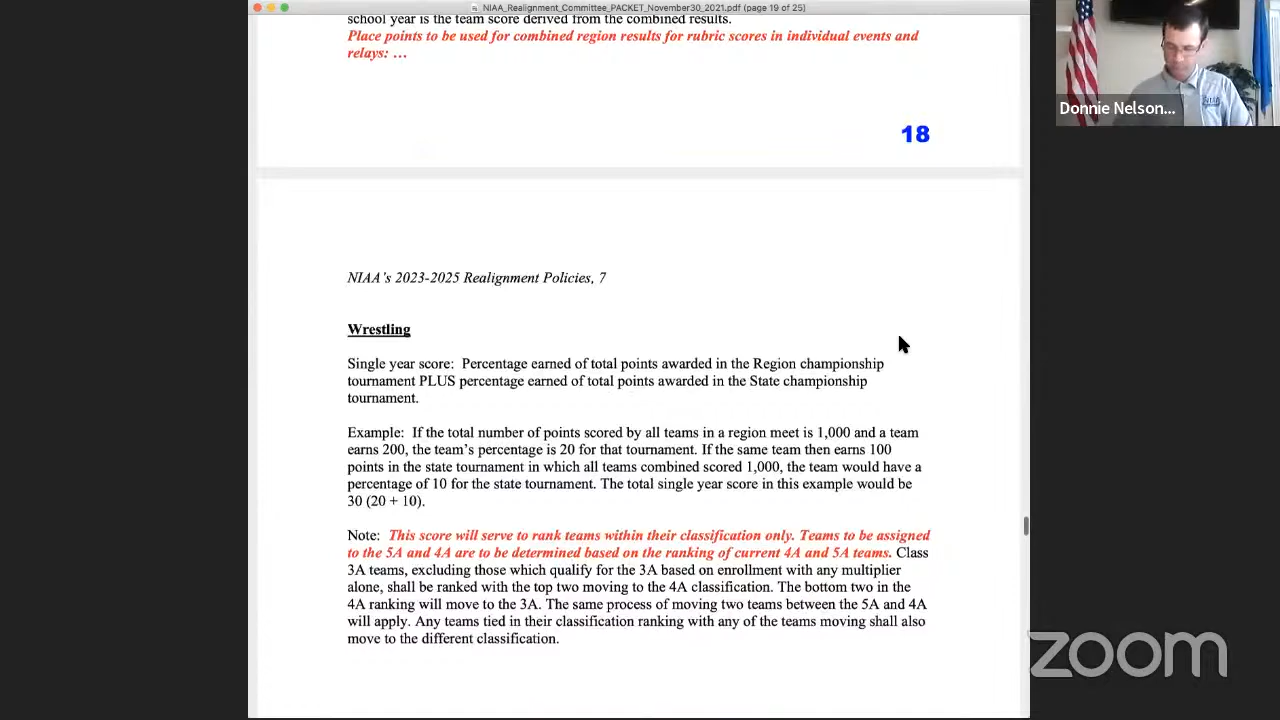 NIAA_Realignment_Committee_PACKET_November30_2021.pdf (page 19 of 25)
school year is the team score derived from the combined results.
Place points to be used for combined region results for rubric scores in individual events and
relays: …
18
NIAA's 2023-2025 Realignment Policies, 7
Wrestling
Single year score: Percentage earned of total points awarded in the Region championship
tournament PLUS percentage earned of total points awarded in the State championship
tournament.
Example: If the total number of points scored by all teams in a region meet is 1,000 and a team
earns 200, the team's percentage is 20 for that tournament. If the same team then earns 100
points in the state tournament in which all teams combined scored 1,000, the team would have a
percentage of 10 for the state tournament. The total single year score in this example would be
30 (20 + 10).
Note: This score will serve to rank teams within their classification only. Teams to be assigned
to the 5A and 4A are to be determined based on the ranking of current 4A and 5A teams. Class
3A teams, excluding those which qualify for the 3A based on enrollment with any multiplier
alone, shall be ranked with the top two moving to the 4A classification. The bottom two in the
4A ranking will move to the 3A. The same process of moving two teams between the 5A and 4A
will apply. Any teams tied in their classification ranking with any of the teams moving shall also
move to the different classification.
Donnie Nelson...
zoom